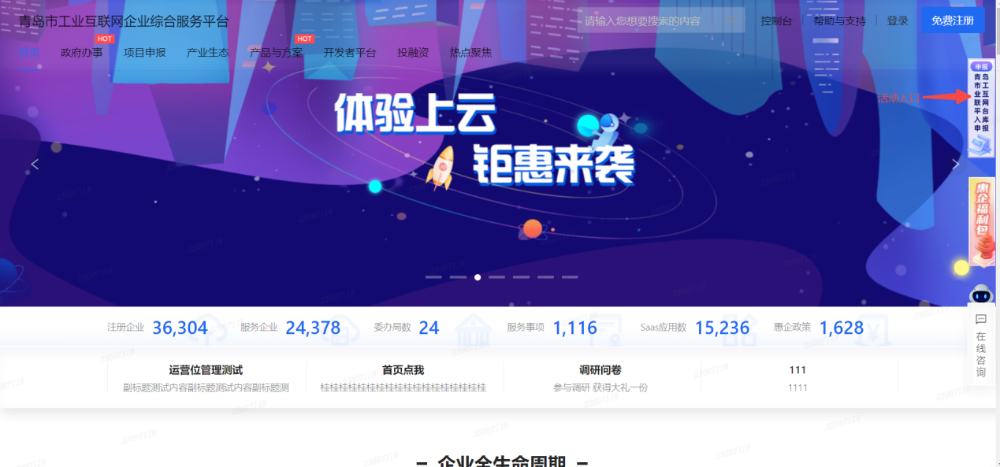 青岛市工业互联网企业综合服务平台
请输入您想要搜索的内容
控制台
帮助与支持
登录
免费注册
HOT
HOT
首页
政府办事
项目申报
产业生态
产品与方案
开发者平台
投融资
热点聚焦
申报
青岛市工业互联网平台入库申报
活动入口
体验上云
钜惠来袭
惠企福利包
注册企业 36,304
服务企业 24,378
委办局数 24
服务事项 1,116
Saas应用数 15,236
惠企政策 1,628
在线咨询
运营位管理测试
副标题测试内容副标题测试内容副标题测
首页点我
桂桂桂桂桂桂桂桂桂桂桂桂桂桂桂桂桂桂
调研问卷
参与调研 获得大礼一份
111
1111
企业全生命周期